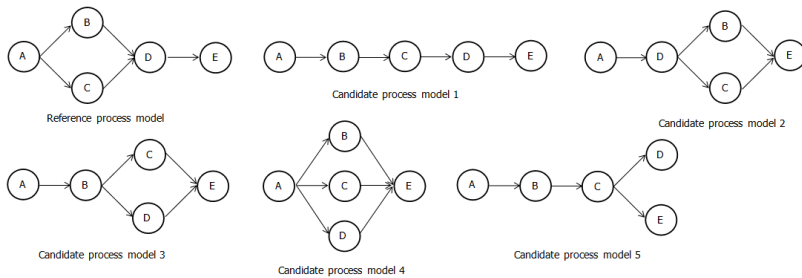 B
A
D
E
C
Reference process model
A
B
C
D
E
Candidate process model 1
B
A
D
E
C
Candidate process model 2
C
A
B
E
D
Candidate process model 3
B
A
C
E
D
Candidate process model 4
D
A
B
C
E
Candidate process model 5